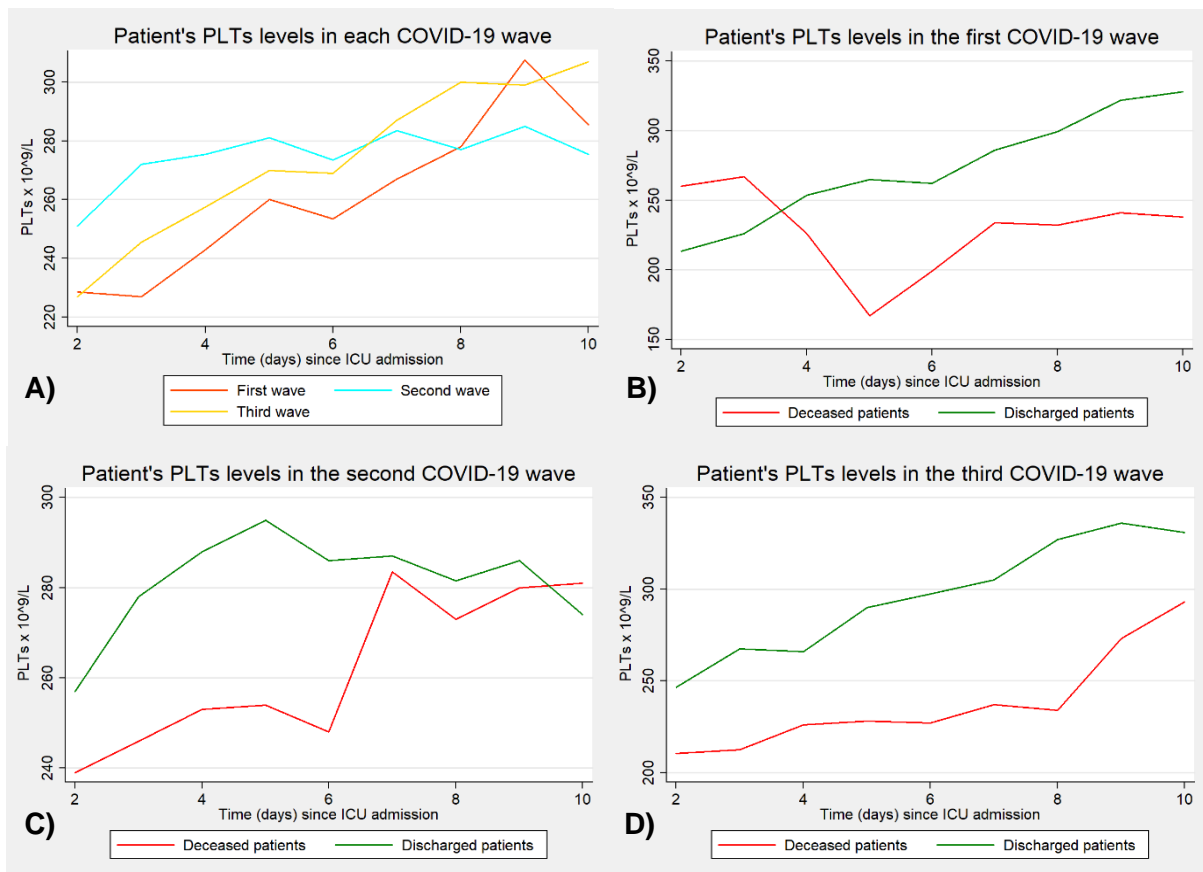 Patient's PLTs levels in each COVID-19 wave
PLTs x 10^9/L
300
280
260
240
220
2 4 6 8 10
Time (days) since ICU admission
A)
First wave Second wave
Third wave
Patient's PLTs levels in the first COVID-19 wave
PLTs x 10^9/L
350
300
250
200
150
2 4 6 8 10
Time (days) since ICU admission
B)
Deceased patients Discharged patients
Patient's PLTs levels in the second COVID-19 wave
PLTs x 10^9/L
300
280
260
240
2 4 6 8 10
Time (days) since ICU admission
C)
Deceased patients Discharged patients
Patient's PLTs levels in the third COVID-19 wave
PLTs x 10^9/L
350
300
250
200
2 4 6 8 10
Time (days) since ICU admission
D)
Deceased patients Discharged patients